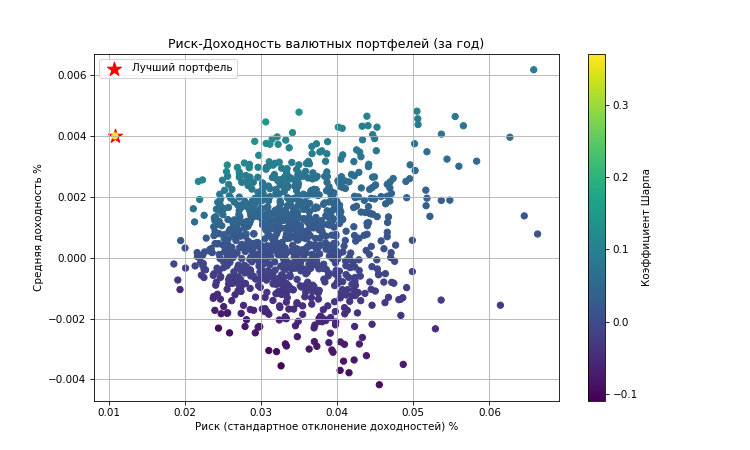 Риск-Доходность валютных портфелей (за год)
Лучший портфель
Средняя доходность %
0.006
0.004
0.002
0.000
−0.002
−0.004
0.01 0.02 0.03 0.04 0.05 0.06
Риск (стандартное отклонение доходностей) %
0.3
0.2
0.1
0.0
−0.1
Коэффициент Шарпа